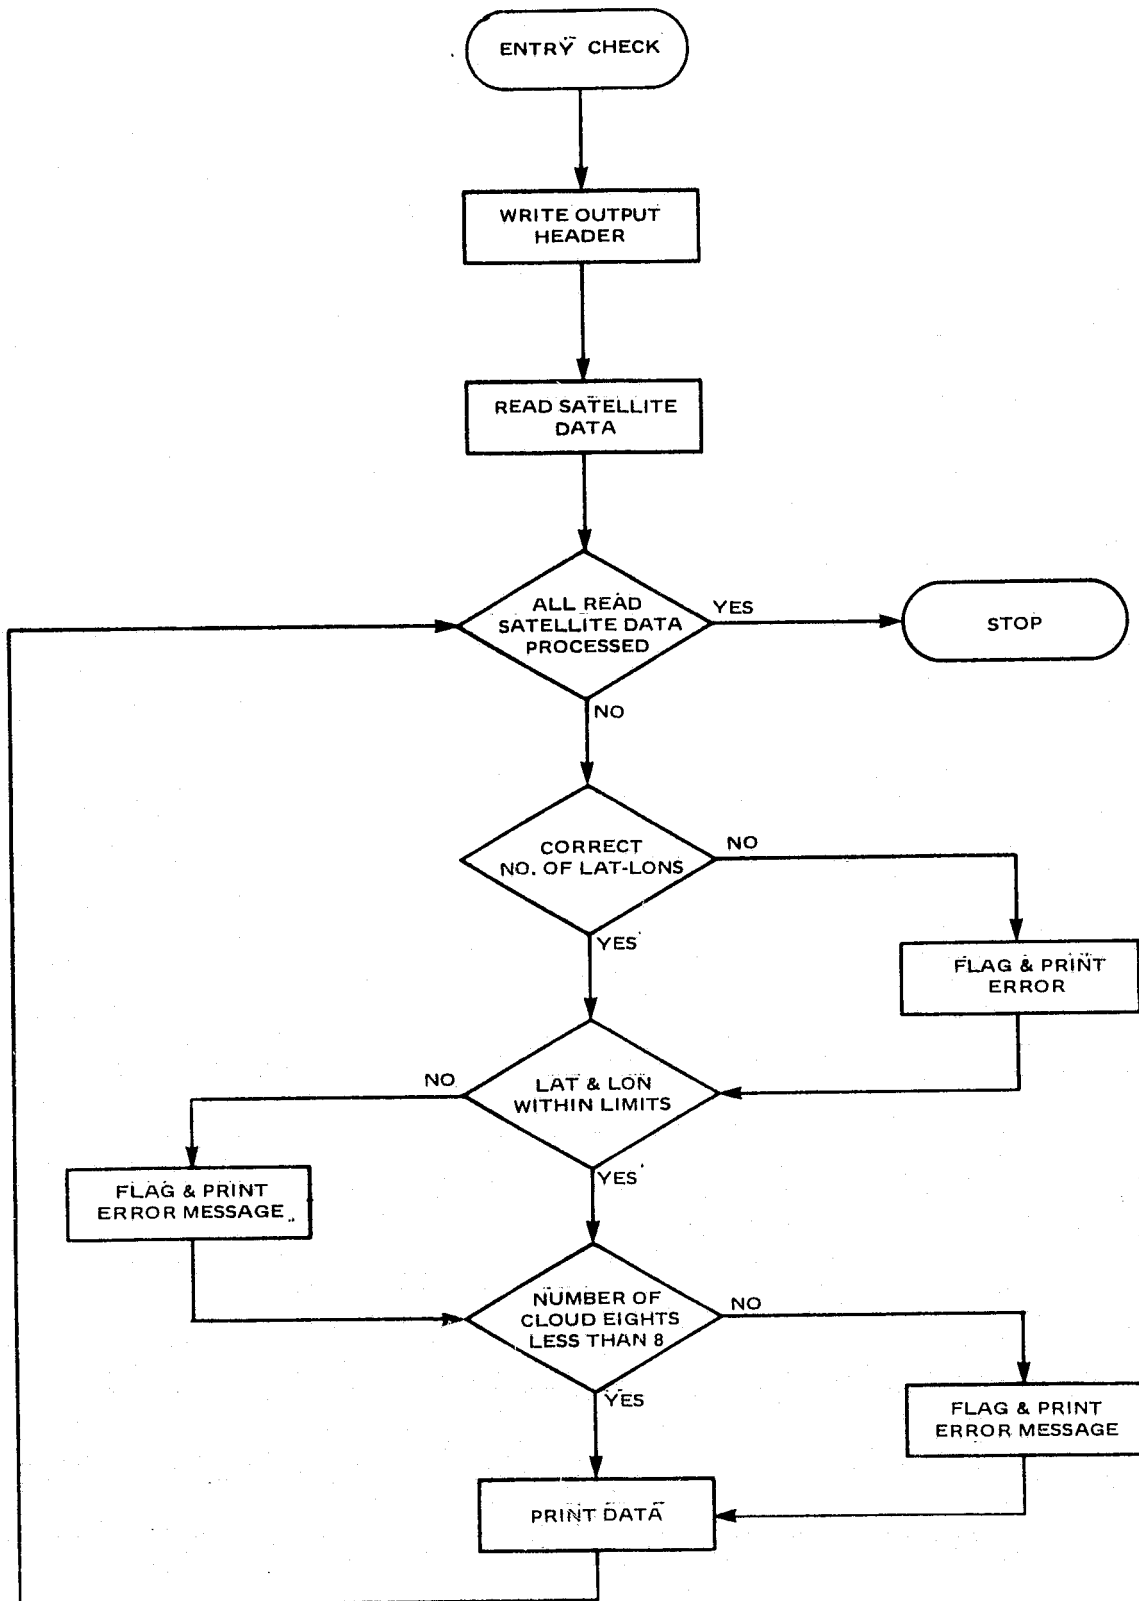 ENTRY CHECK
WRITE OUTPUT
HEADER
READ SATELLITE
DATA
ALL READ
SATELLITE DATA
PROCESSED
YES
STOP
NO
CORRECT
NO. OF LAT-LONS
NO
YES
FLAG & PRINT
ERROR
LAT & LON
WITHIN LIMITS
NO
YES
FLAG & PRINT
ERROR MESSAGE
NUMBER OF
CLOUD EIGHTS
LESS THAN 8
NO
YES
FLAG & PRINT
ERROR MESSAGE
PRINT DATA